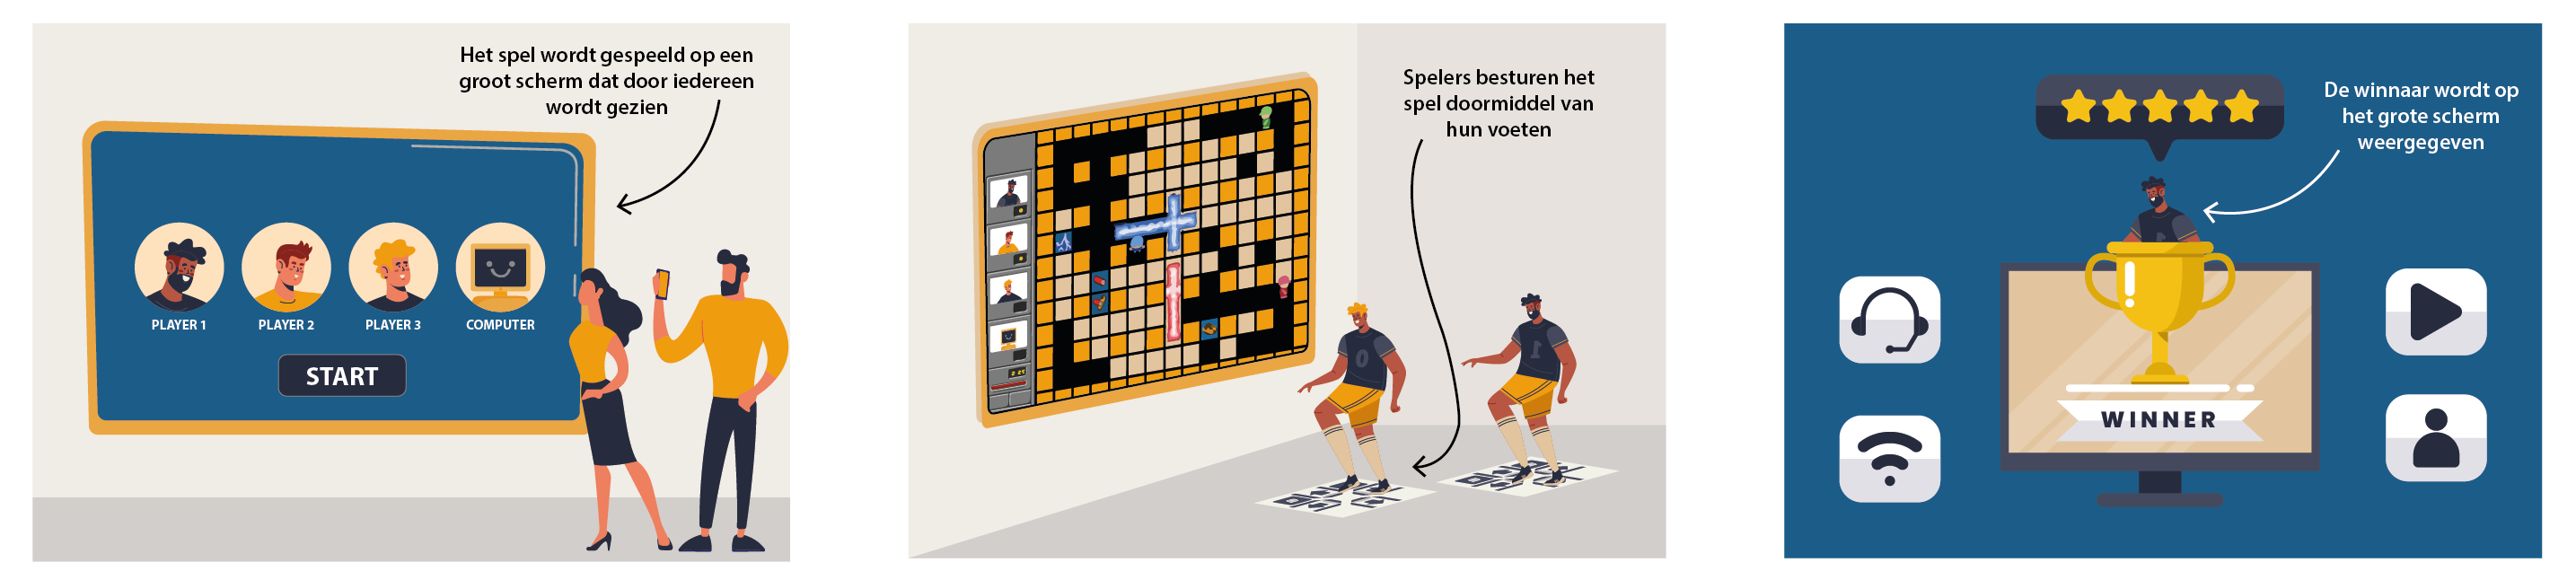 Het spel wordt gespeeld op een
groot scherm dat door iedereen
wordt gezien
PLAYER 1
PLAYER 2
PLAYER 3
COMPUTER
START
Spelers besturen het
spel doormiddel van
hun voeten
0
1
De winnaar wordt op
het grote scherm
weergegeven
WINNER